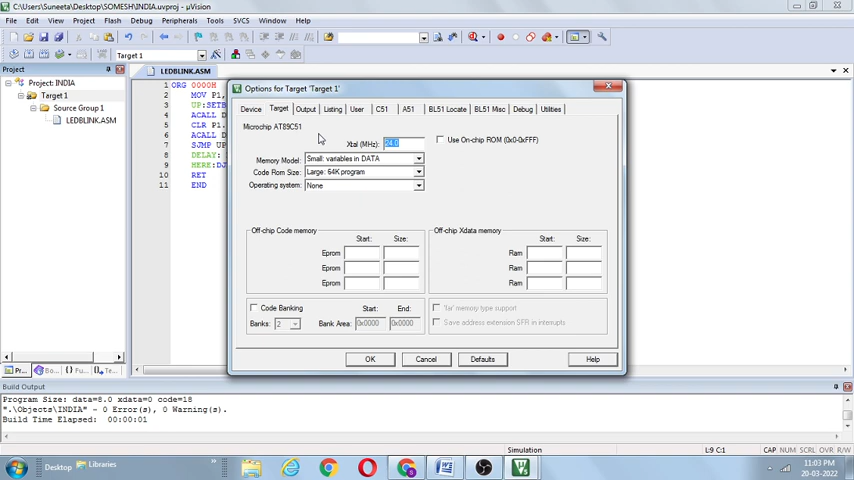 C:\Users\Suneeta\Desktop\SOMESH\INDIA.uvproj - µVision
File Edit View Project Flash Debug Peripherals Tools SVCS Window Help
Target 1
Project
LEDBLINK.ASM
Project: INDIA
Target 1
Source Group 1
LEDBLINK.ASM
1 ORG 0000H
2 MOV P1,
3 UP:SETB
4 ACALL D
5 CLR P1.
6 ACALL D
7 SJMP UP
8 DELAY:
9 HERE:DJ
10 RET
11 END
Options for Target 'Target 1'
Device Target Output Listing User C51 A51 BL51 Locate BL51 Misc Debug Utilities
Microchip AT89C51
Xtal (MHz): 24.0
Use On-chip ROM (0x0-0xFFF)
Memory Model: Small: variables in DATA
Code Rom Size: Large: 64K program
Operating system: None
Off-chip Code memory
Start: Size:
Eprom
Eprom
Eprom
Off-chip Xdata memory
Start: Size:
Ram
Ram
Ram
Code Banking Start: End:
Banks: 2 Bank Area: 0x0000 0x0000
'far' memory type support
Save address extension SFR in interrupts
OK Cancel Defaults Help
Pr... Bo... Fu... Te...
Build Output
Program Size: data=8.0 xdata=0 code=18
".\Objects\INDIA" - 0 Error(s), 0 Warning(s).
Build Time Elapsed: 00:00:01
Simulation L:9 C:1 CAP NUM SCRL OVR R/W
Desktop Libraries
11:03 PM
20-03-2022